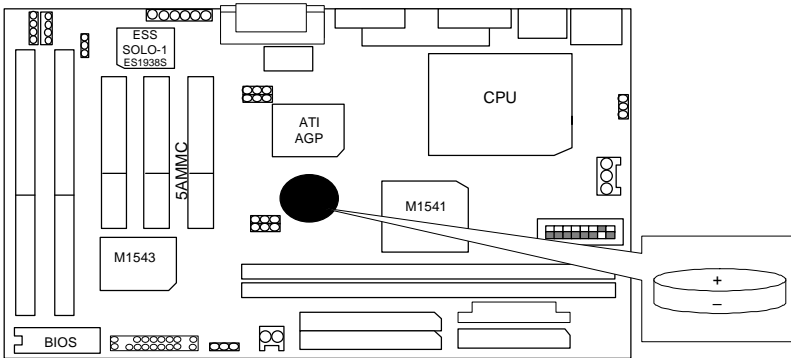 ESS
SOLO-1
ES1938S
CPU
ATI
AGP
5AMMC
M1541
M1543
+
–
BIOS